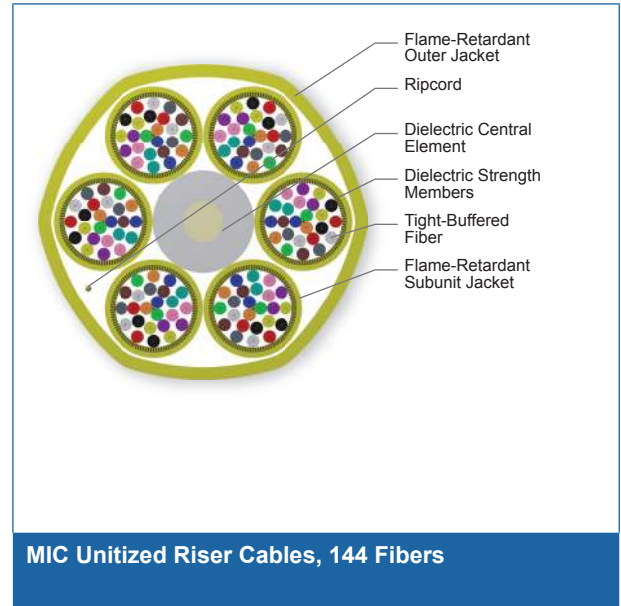 Flame-Retardant
Outer Jacket
Ripcord
Dielectric Central
Element
Dielectric Strength
Members
Tight-Buffered
Fiber
Flame-Retardant
Subunit Jacket
MIC Unitized Riser Cables, 144 Fibers